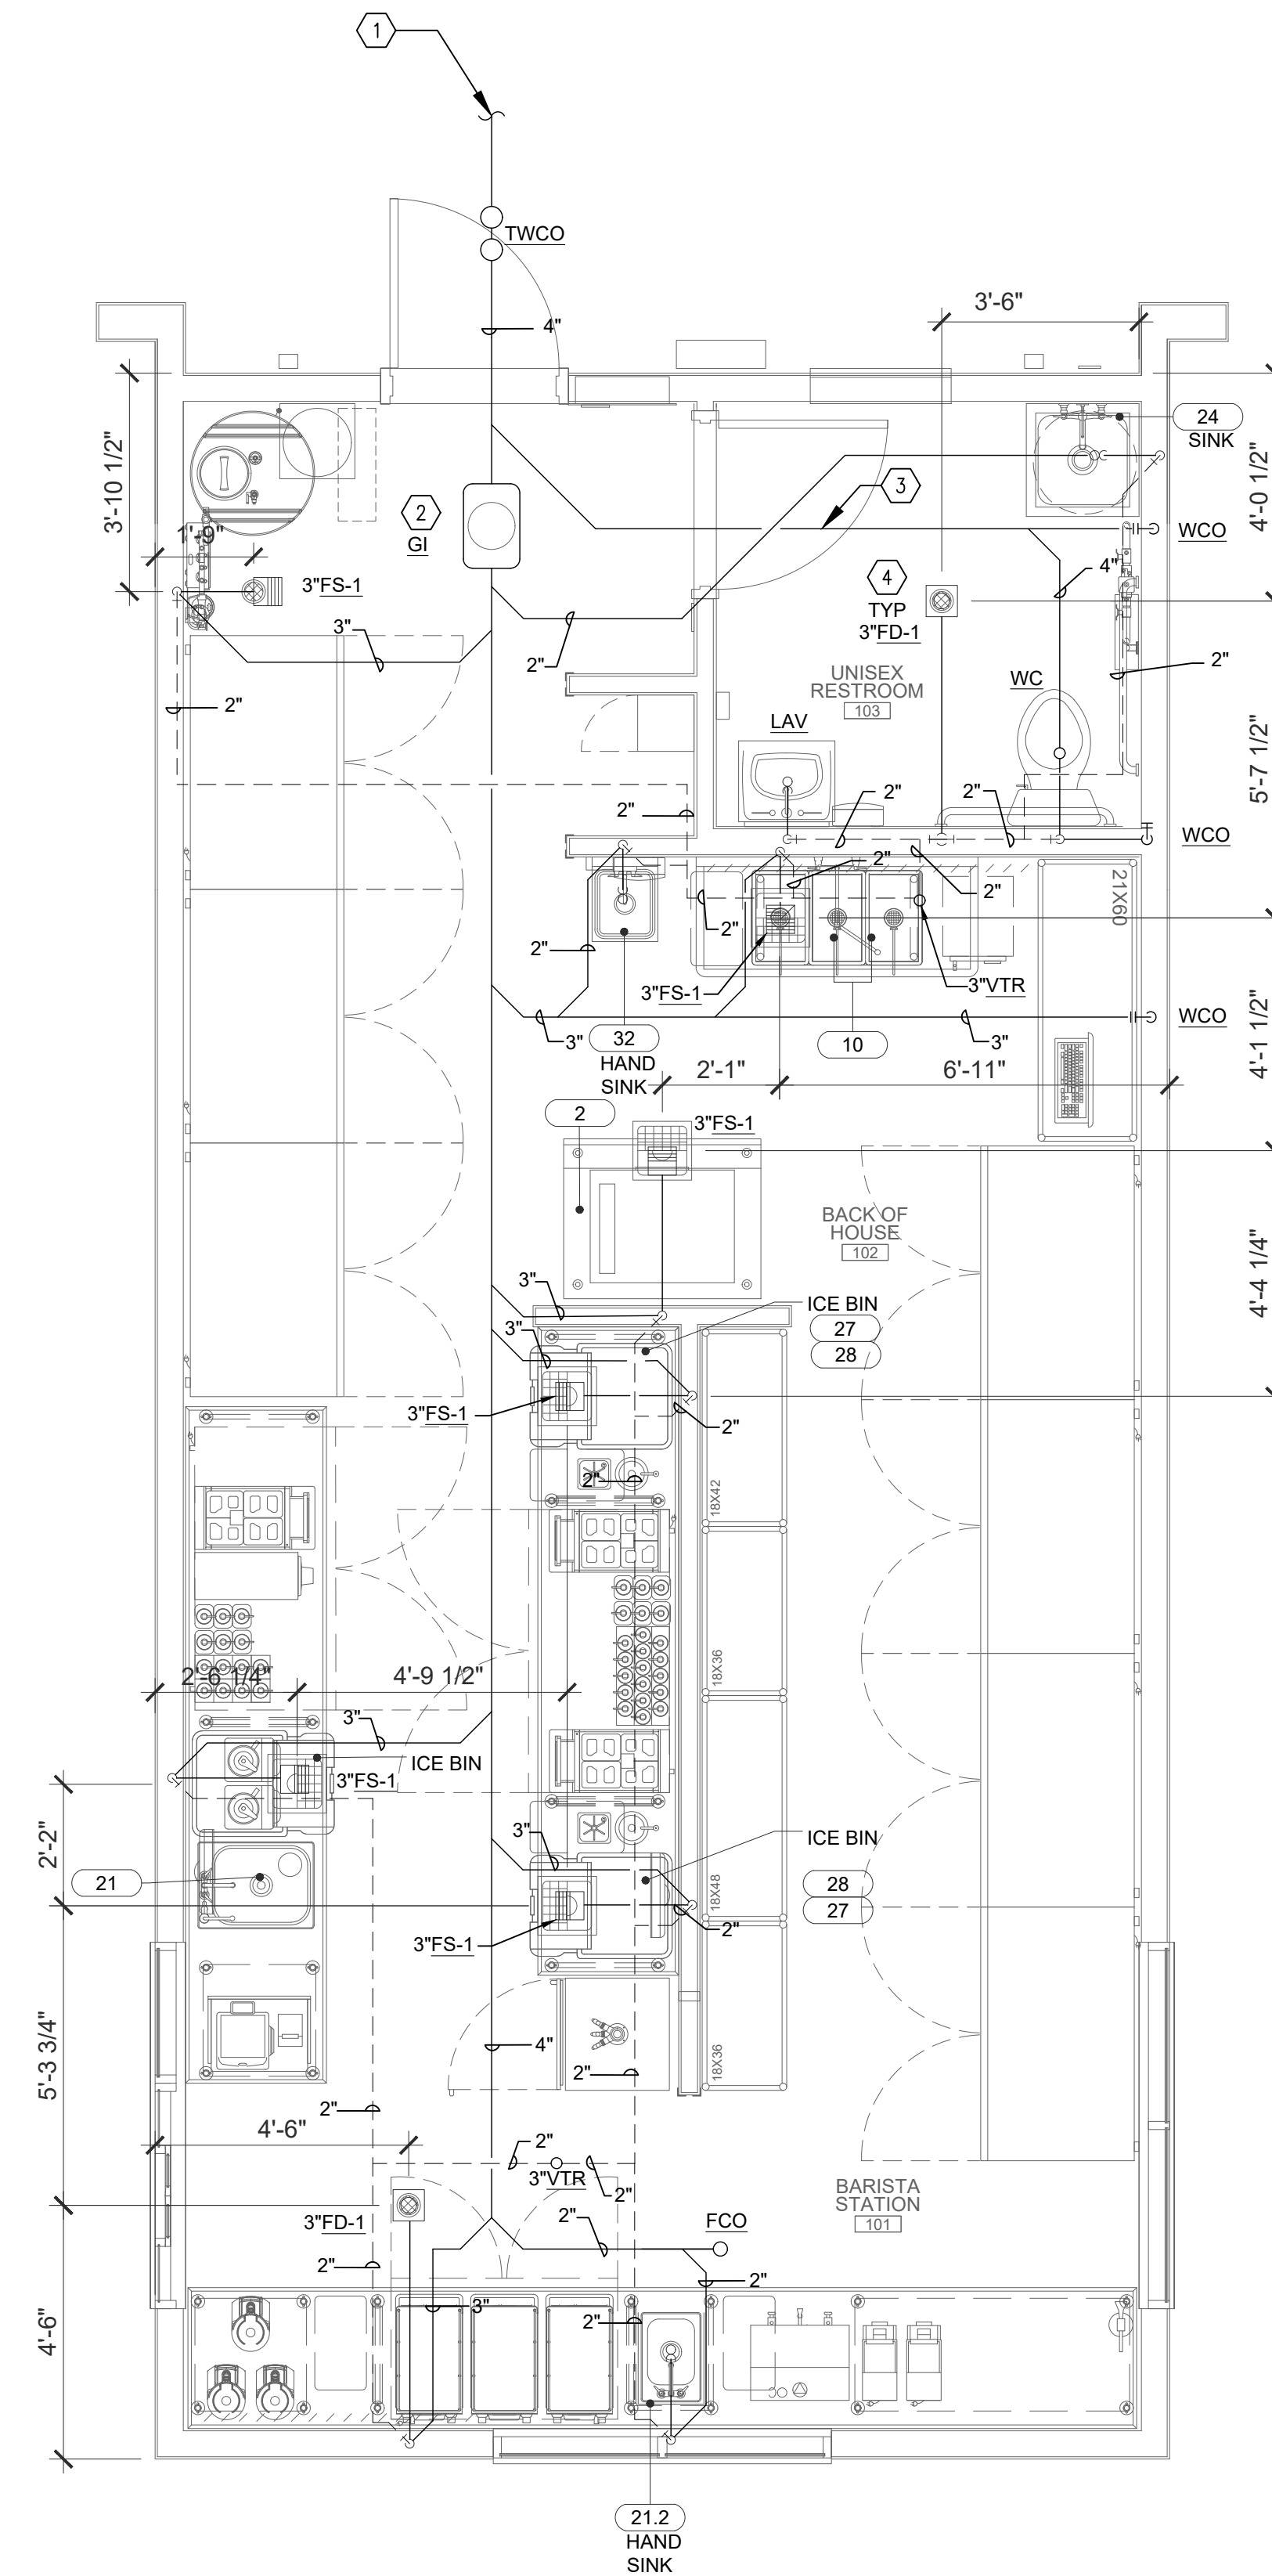 1
TWCO
4"
3'-6"
24
SINK
3'-10 1/2"
4'-0 1/2"
2
GI
3
WCO
1'-9"
4"
3"FS-1
4
TYP
3"FD-1
3"
2"
2"
UNISEX
RESTROOM
103
WC
2"
LAV
5'-7 1/2"
2"
2"
2"
2"
WCO
2"
2"
2"
21X60
2"
3"FS-1
3"VTR
WCO
3"
32
HAND
SINK
10
3"
4'-1 1/2"
2'-1"
6'-11"
2
3"FS-1
BACK OF
HOUSE
102
4'-4 1/4"
3"
ICE BIN
27
28
3"
3"FS-1
2"
2"
18X42
18X36
2'-6 1/4"
4'-9 1/2"
3"
ICE BIN
3"FS-1
2'-2"
3"
ICE BIN
21
28
27
18X48
2"
3"FS-1
4"
2"
18X36
5'-3 3/4"
2"
4'-6"
2"
3"VTR
2"
BARISTA
STATION
101
3"FD-1
2"
FCO
2"
2"
3"
2"
4'-6"
21.2
HAND
SINK